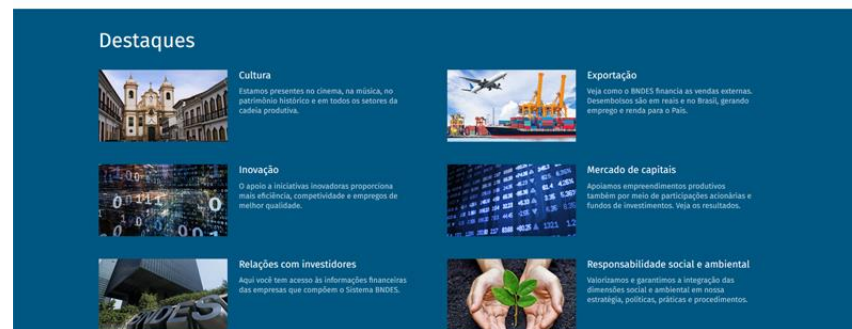 Destaques
Cultura
Estamos presentes no cinema, na música, no
patrimônio histórico e em todos os setores da
cadeia produtiva.
Exportação
Veja como o BNDES financia as vendas externas.
Desembolsos são em reais e no Brasil, gerando
emprego e renda para o País.
Inovação
O apoio a iniciativas inovadoras proporciona
mais eficiência, competividade e empregos de
melhor qualidade.
Mercado de capitais
Apoiamos empreendimentos produtivos
também por meio de participações acionárias e
fundos de investimentos. Veja os resultados.
Relações com investidores
Aqui você tem acesso às informações financeiras
das empresas que compõem o Sistema BNDES.
BNDES
Responsabilidade social e ambiental
Valorizamos e garantimos a integração das
dimensões social e ambiental em nossa
estratégia, políticas, práticas e procedimentos.